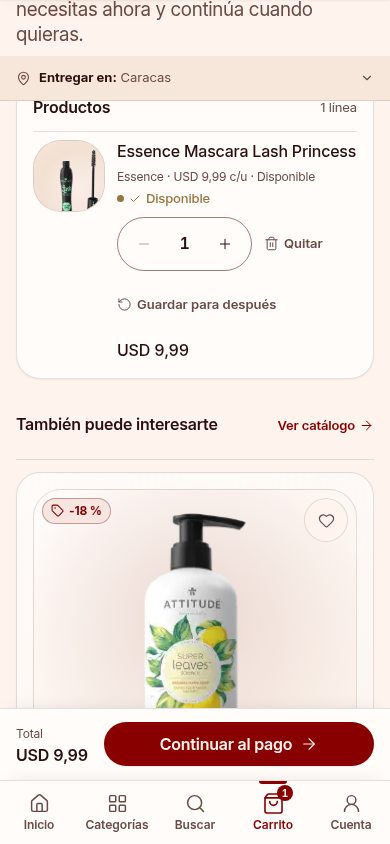 necesitas ahora y continúa cuando
quieras.
Entregar en: Caracas
Productos
1 línea
Essence Mascara Lash Princess
Essence · USD 9,99 c/u · Disponible
Disponible
1
Quitar
Guardar para después
USD 9,99
También puede interesarte
Ver catálogo
-18 %
ATTITUDE
SUPER
leaves
Total
USD 9,99
Continuar al pago
1
Inicio
Categorías
Buscar
Carrito
Cuenta